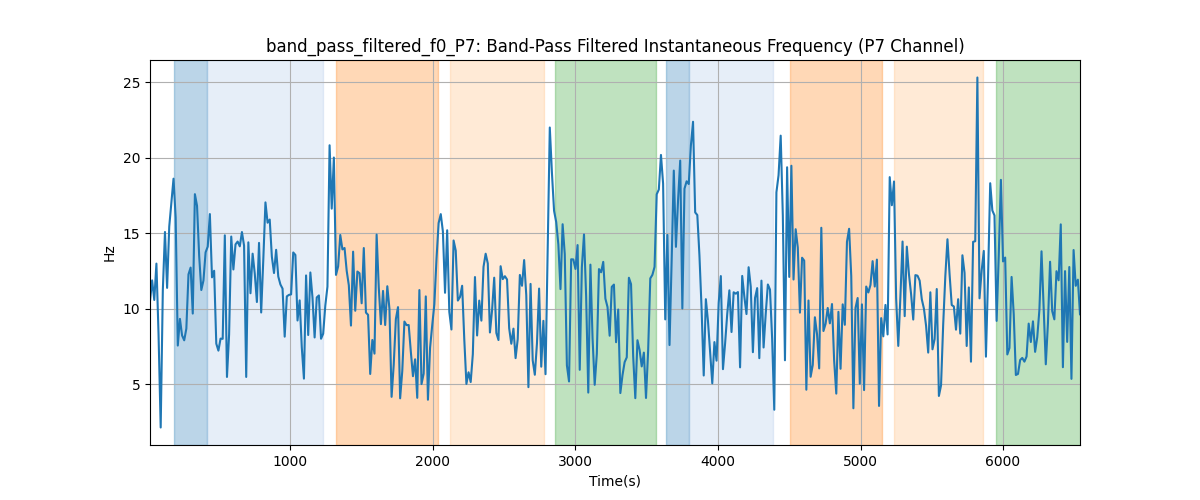 band_pass_filtered_f0_P7: Band-Pass Filtered Instantaneous Frequency (P7 Channel)
25
20
15
10
5
Hz
1000 2000 3000 4000 5000 6000
Time(s)